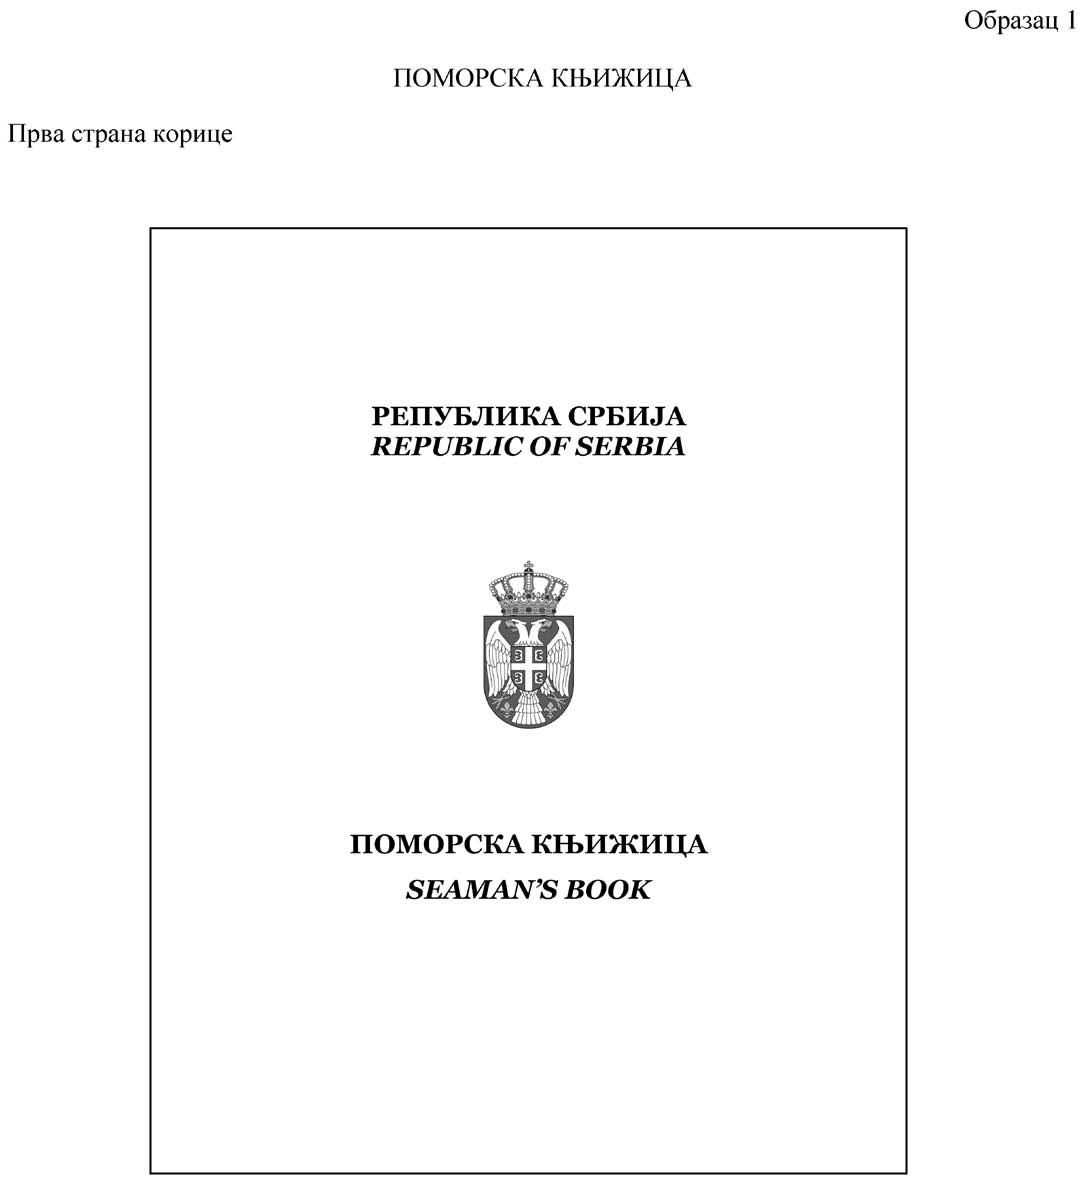 Образац 1
ПОМОРСКА КЊИЖИЦА
Прва страна корице
РЕПУБЛИКА СРБИЈА
REPUBLIC OF SERBIA
ПОМОРСКА КЊИЖИЦА
SEAMAN’S BOOK